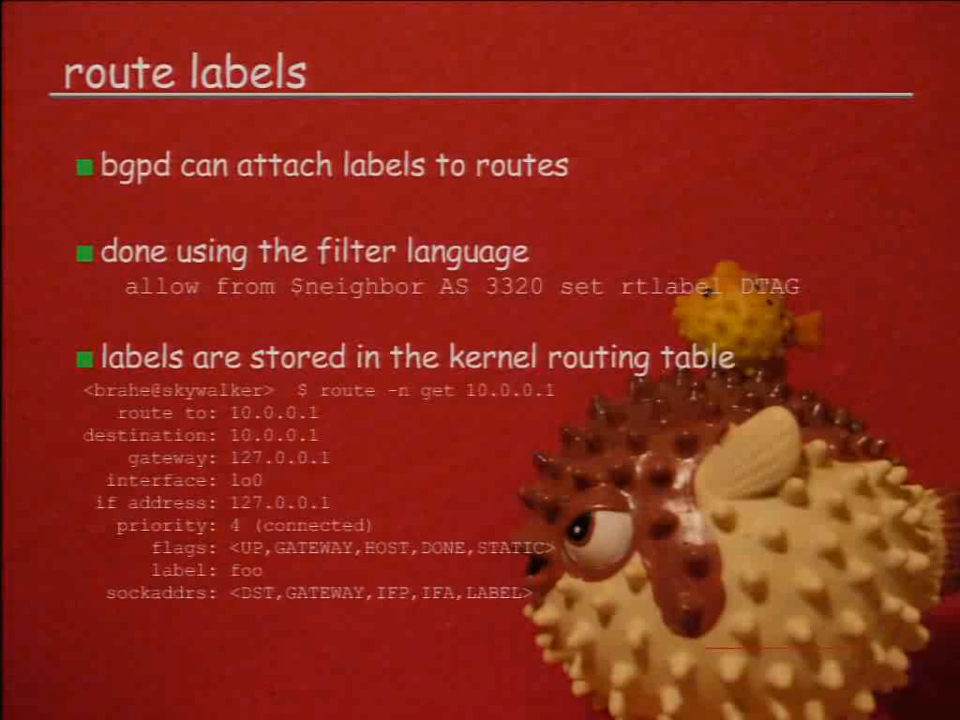 route labels
bgpd can attach labels to routes
done using the filter language
allow from $neighbor AS 3320 set rtlabel DTAG
labels are stored in the kernel routing table
<brahe@skywalker>  $ route -n get 10.0.0.1
route to: 10.0.0.1
destination: 10.0.0.1
gateway: 127.0.0.1
interface: lo0
if address: 127.0.0.1
priority: 4 (connected)
flags: <UP,GATEWAY,HOST,DONE,STATIC>
label: foo
sockaddrs: <DST,GATEWAY,IFP,IFA,LABEL>